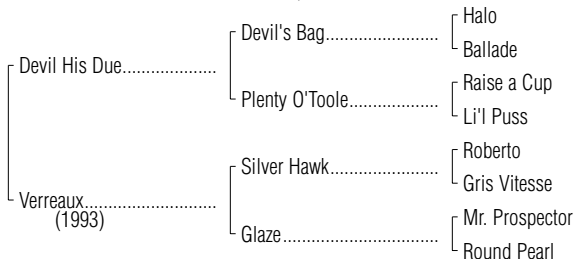 Halo
Devil's Bag......................
Ballade
Devil His Due...................
Raise a Cup
Plenty O'Toole..................
Li'l Puss
Roberto
Silver Hawk......................
Gris Vitesse
Verreaux...........................
(1993)
Mr. Prospector
Glaze...............................
Round Pearl